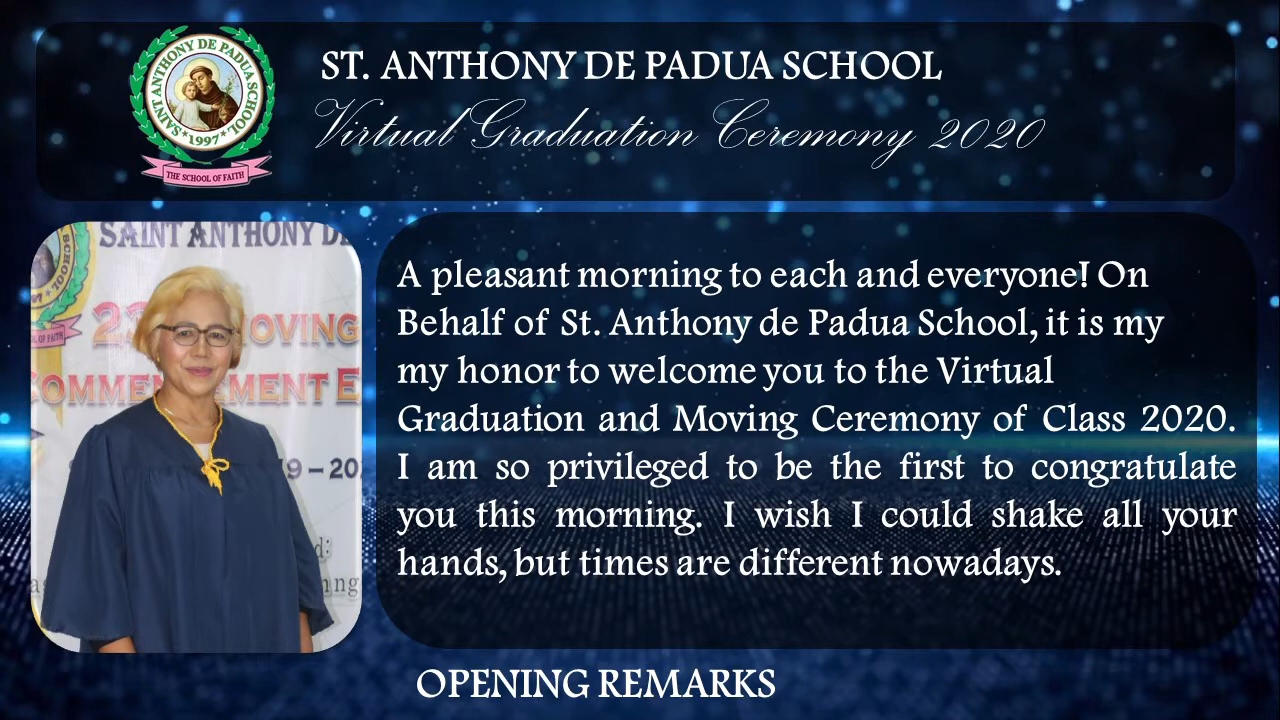 ST. ANTHONY DE PADUA SCHOOL
Virtual Graduation Ceremony 2020
SAINT ANTHONY DE PADUA SCHOOL
1997
THE SCHOOL OF FAITH
SAINT ANTHONY DE
OVING
COMMEN EMENT E
A pleasant morning to each and everyone! On
Behalf of St. Anthony de Padua School, it is my
my honor to welcome you to the Virtual
Graduation and Moving Ceremony of Class 2020.
I am so privileged to be the first to congratulate
you this morning. I wish I could shake all your
hands, but times are different nowadays.
OPENING REMARKS